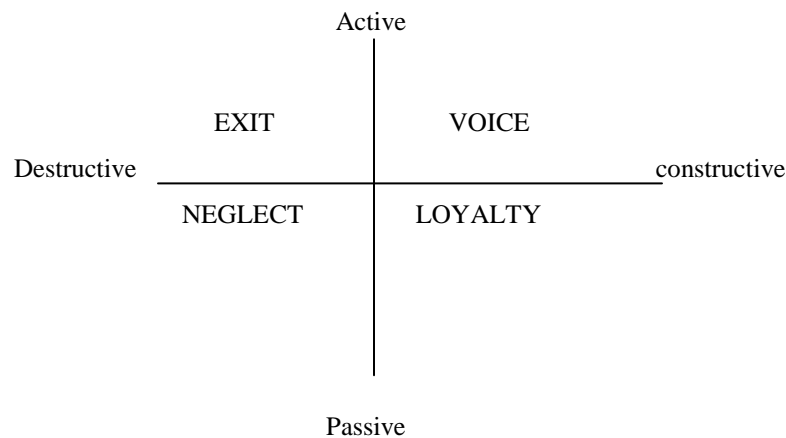 Active
EXIT VOICE
Destructive constructive
NEGLECT LOYALTY
Passive